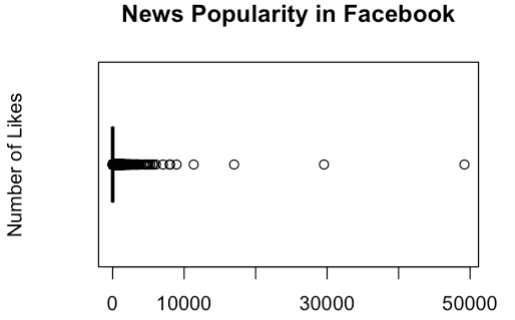 News Popularity in Facebook
Number of Likes
0 10000 30000 50000